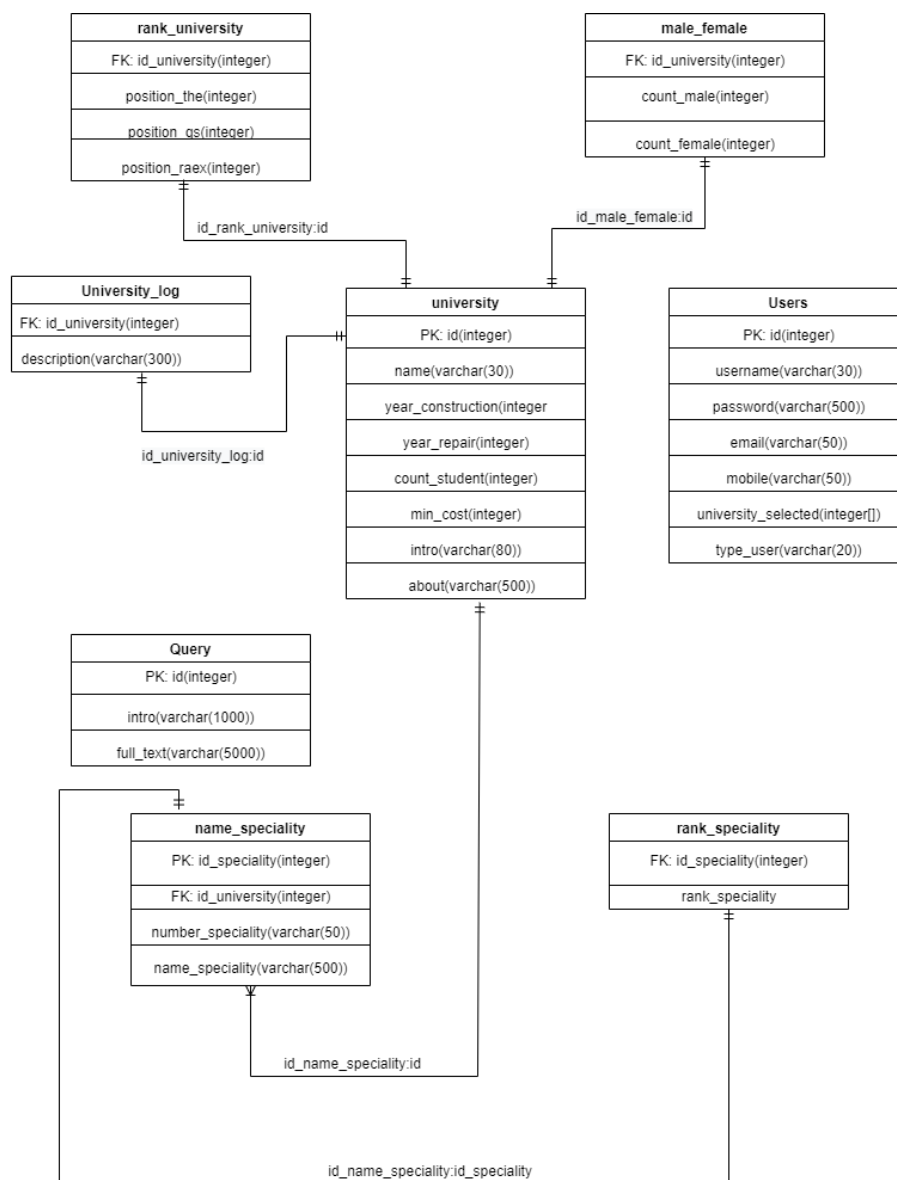 rank_university
FK: id_university(integer)
position_the(integer)
position_qs(integer)
position_raex(integer)
male_female
FK: id_university(integer)
count_male(integer)
count_female(integer)
id_rank_university:id
id_male_female:id
University_log
FK: id_university(integer)
description(varchar(300))
id_university_log:id
university
PK: id(integer)
name(varchar(30))
year_construction(integer
year_repair(integer)
count_student(integer)
min_cost(integer)
intro(varchar(80))
about(varchar(500))
Users
PK: id(integer)
username(varchar(30))
password(varchar(500))
email(varchar(50))
mobile(varchar(50))
university_selected(integer[])
type_user(varchar(20))
Query
PK: id(integer)
intro(varchar(1000))
full_text(varchar(5000))
name_speciality
PK: id_speciality(integer)
FK: id_university(integer)
number_speciality(varchar(50))
name_speciality(varchar(500))
rank_speciality
FK: id_speciality(integer)
rank_speciality
id_name_speciality:id
id_name_speciality:id_speciality